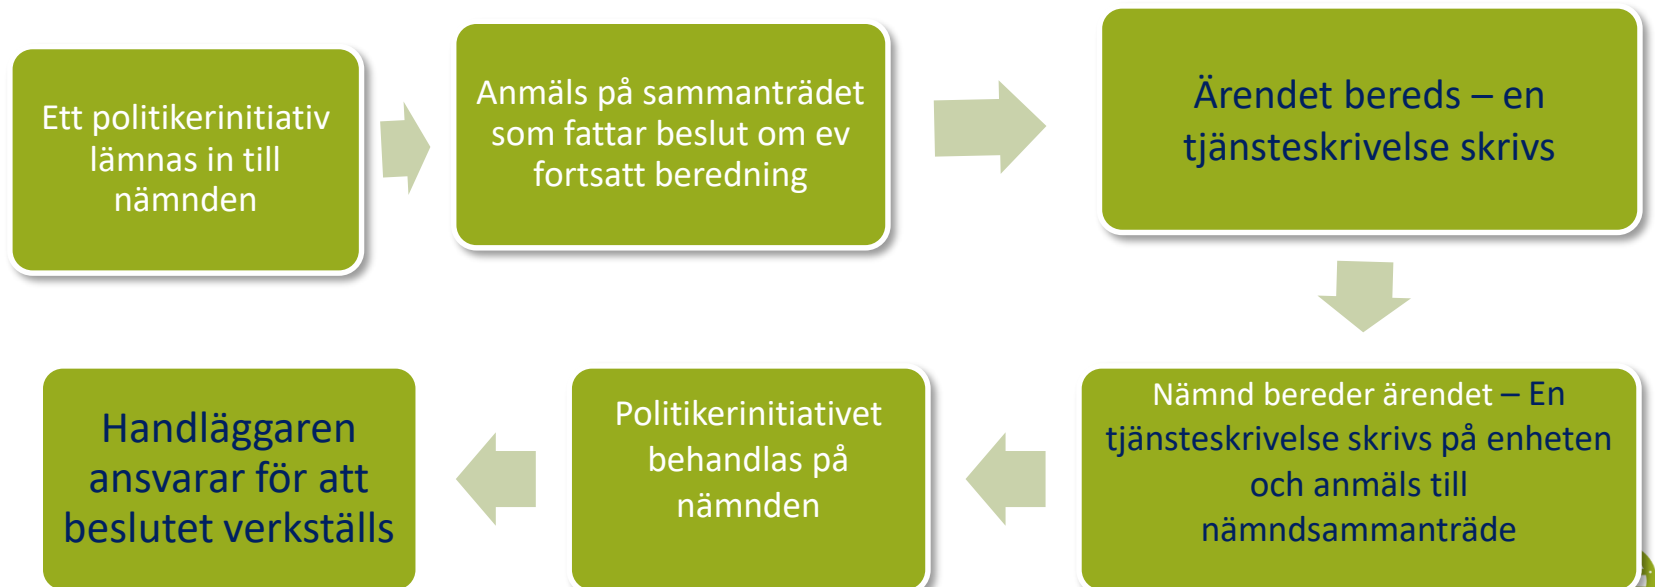 Ett politikerinitiativ
lämnas in till
nämnden
Anmäls på sammanträdet
som fattar beslut om ev
fortsatt beredning
Ärendet bereds – en
tjänsteskrivelse skrivs
Nämnd bereder ärendet – En
tjänsteskrivelse skrivs på enheten
och anmäls till
nämndsammanträde
Politikerinitiativet
behandlas på
nämnden
Handläggaren
ansvarar för att
beslutet verkställs